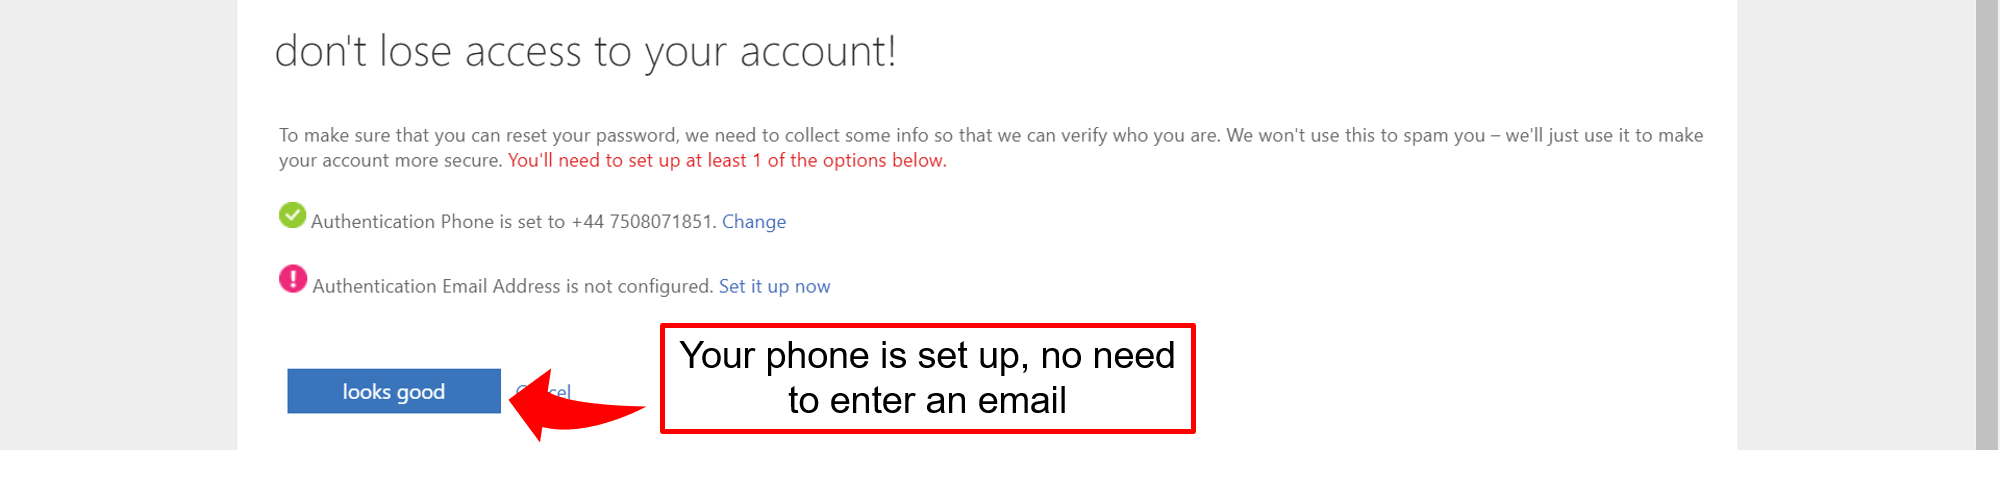 don't lose access to your account!
To make sure that you can reset your password, we need to collect some info so that we can verify who you are. We won't use this to spam you – we'll just use it to make
your account more secure. You'll need to set up at least 1 of the options below.
Authentication Phone is set to +44 7508071851. Change
Authentication Email Address is not configured. Set it up now
Your phone is set up, no need
to enter an email
looks good